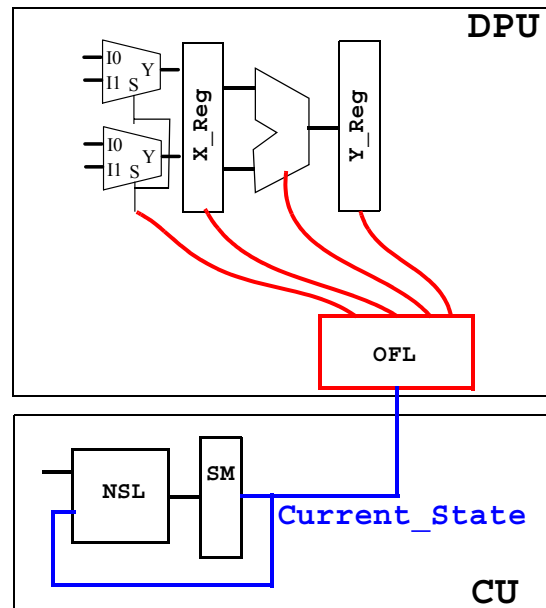 DPU
I0
I1
Y
S
I0
I1
Y
S
X_Reg
Y_Reg
OFL
NSL
SM
Current_State
CU